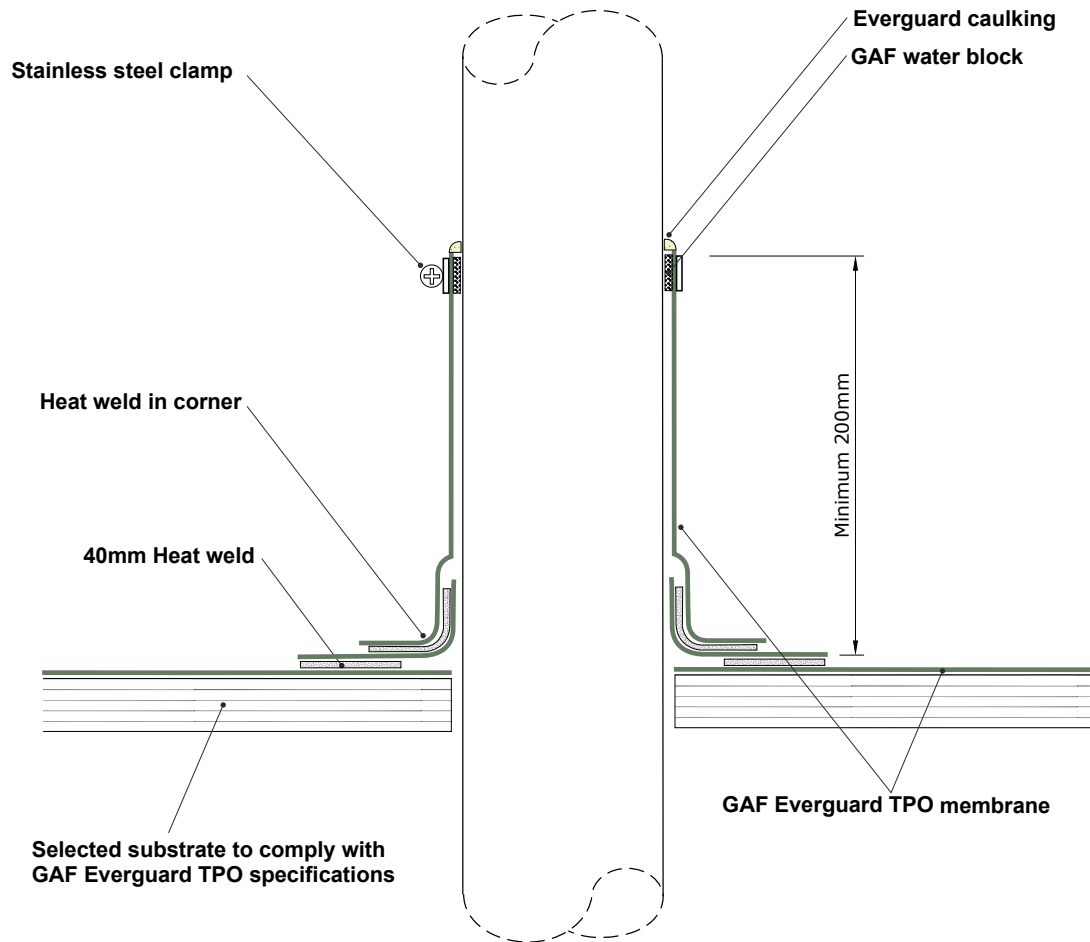 Everguard caulking
GAF water block
Stainless steel clamp
Heat weld in corner
Minimum 200mm
40mm Heat weld
GAF Everguard TPO membrane
Selected substrate to comply with
GAF Everguard TPO specifications